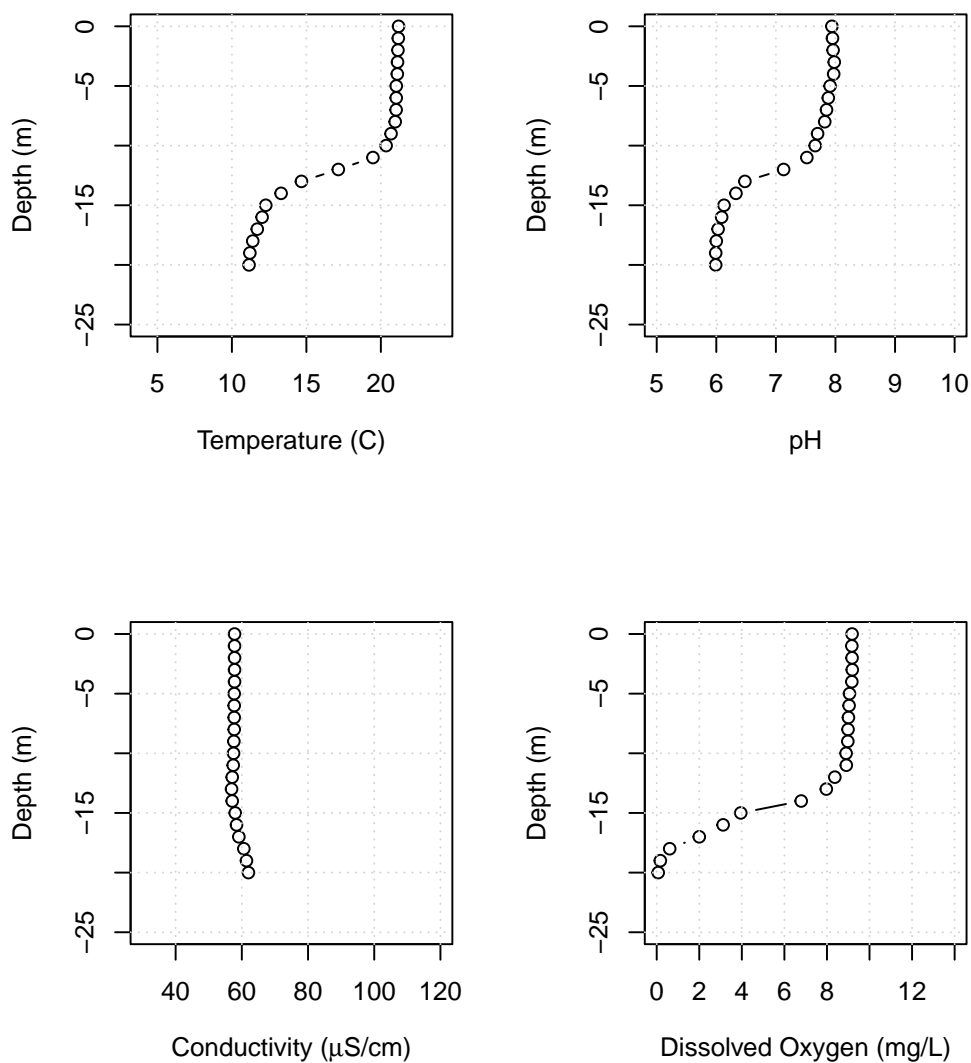 0
−5
−15
−25
Depth (m)
5 10 15 20
Temperature (C)
0
−5
−15
−25
Depth (m)
5 6 7 8 9 10
pH
0
−5
−15
−25
Depth (m)
40 60 80 100 120
Conductivity (μS/cm)
0
−5
−15
−25
Depth (m)
0 2 4 6 8 12
Dissolved Oxygen (mg/L)